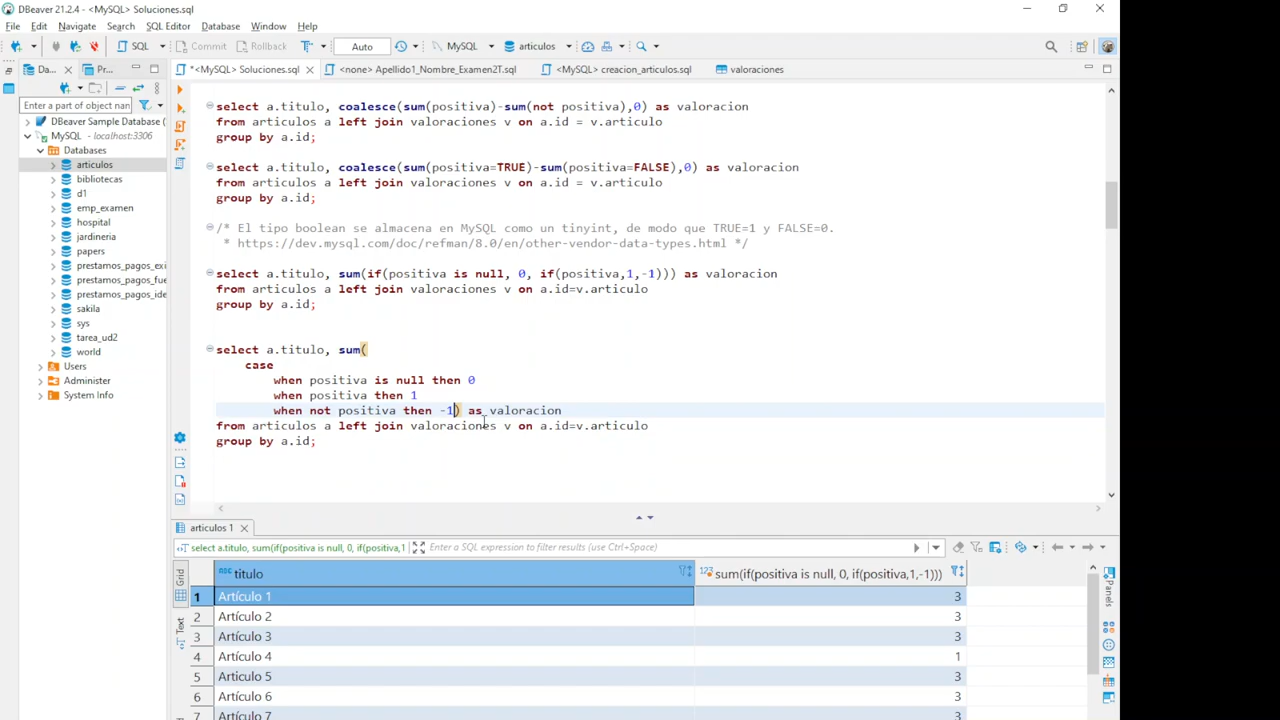 DBeaver 21.2.4 - <MySQL> Soluciones.sql
File Edit Navigate Search SQL Editor Database Window Help
SQL Commit Rollback Auto MySQL articulos
Da... Pr... *<MySQL> Soluciones.sql <none> Apellido1_Nombre_Examen2T.sql <MySQL> creacion_articulos.sql valoraciones
Enter a part of object nan
DBeaver Sample Database (
MySQL - localhost:3306
Databases
articulos
bibliotecas
d1
emp_examen
hospital
jardineria
papers
prestamos_pagos_exi
prestamos_pagos_fue
prestamos_pagos_ide
sakila
sys
tarea_ud2
world
Users
Administer
System Info
select a.titulo, coalesce(sum(positiva)-sum(not positiva),0) as valoracion
from articulos a left join valoraciones v on a.id = v.articulo
group by a.id;
select a.titulo, coalesce(sum(positiva=TRUE)-sum(positiva=FALSE),0) as valoracion
from articulos a left join valoraciones v on a.id = v.articulo
group by a.id;
/* El tipo boolean se almacena en MySQL como un tinyint, de modo que TRUE=1 y FALSE=0.
* https://dev.mysql.com/doc/refman/8.0/en/other-vendor-data-types.html */
select a.titulo, sum(if(positiva is null, 0, if(positiva,1,-1))) as valoracion
from articulos a left join valoraciones v on a.id=v.articulo
group by a.id;
select a.titulo, sum(
case
when positiva is null then 0
when positiva then 1
when not positiva then -1) as valoracion
from articulos a left join valoraciones v on a.id=v.articulo
group by a.id;
articulos 1
select a.titulo, sum(if(positiva is null, 0, if(positiva,1 Enter a SQL expression to filter results (use Ctrl+Space)
Grid
Text
Panels
ABC titulo 123 sum(if(positiva is null, 0, if(positiva,1,-1)))
1 Artículo 1 3
2 Artículo 2 3
3 Artículo 3 3
4 Artículo 4 1
5 Artículo 5 3
6 Artículo 6 3
7 Artículo 7 3